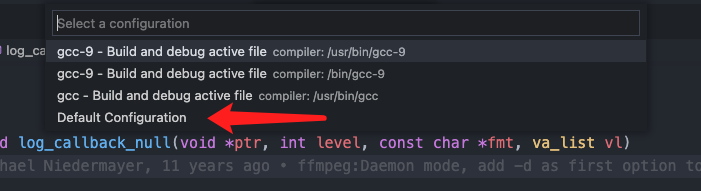 Select a configuration
gcc-9 - Build and debug active file compiler: /usr/bin/gcc-9
gcc-9 - Build and debug active file compiler: /bin/gcc-9
gcc - Build and debug active file compiler: /usr/bin/gcc
Default Configuration
log_ca
d log_callback_null(void *ptr, int level, const char *fmt, va_list vl)
hael Niedermayer, 11 years ago • ffmpeg:Daemon mode, add -d as first option to